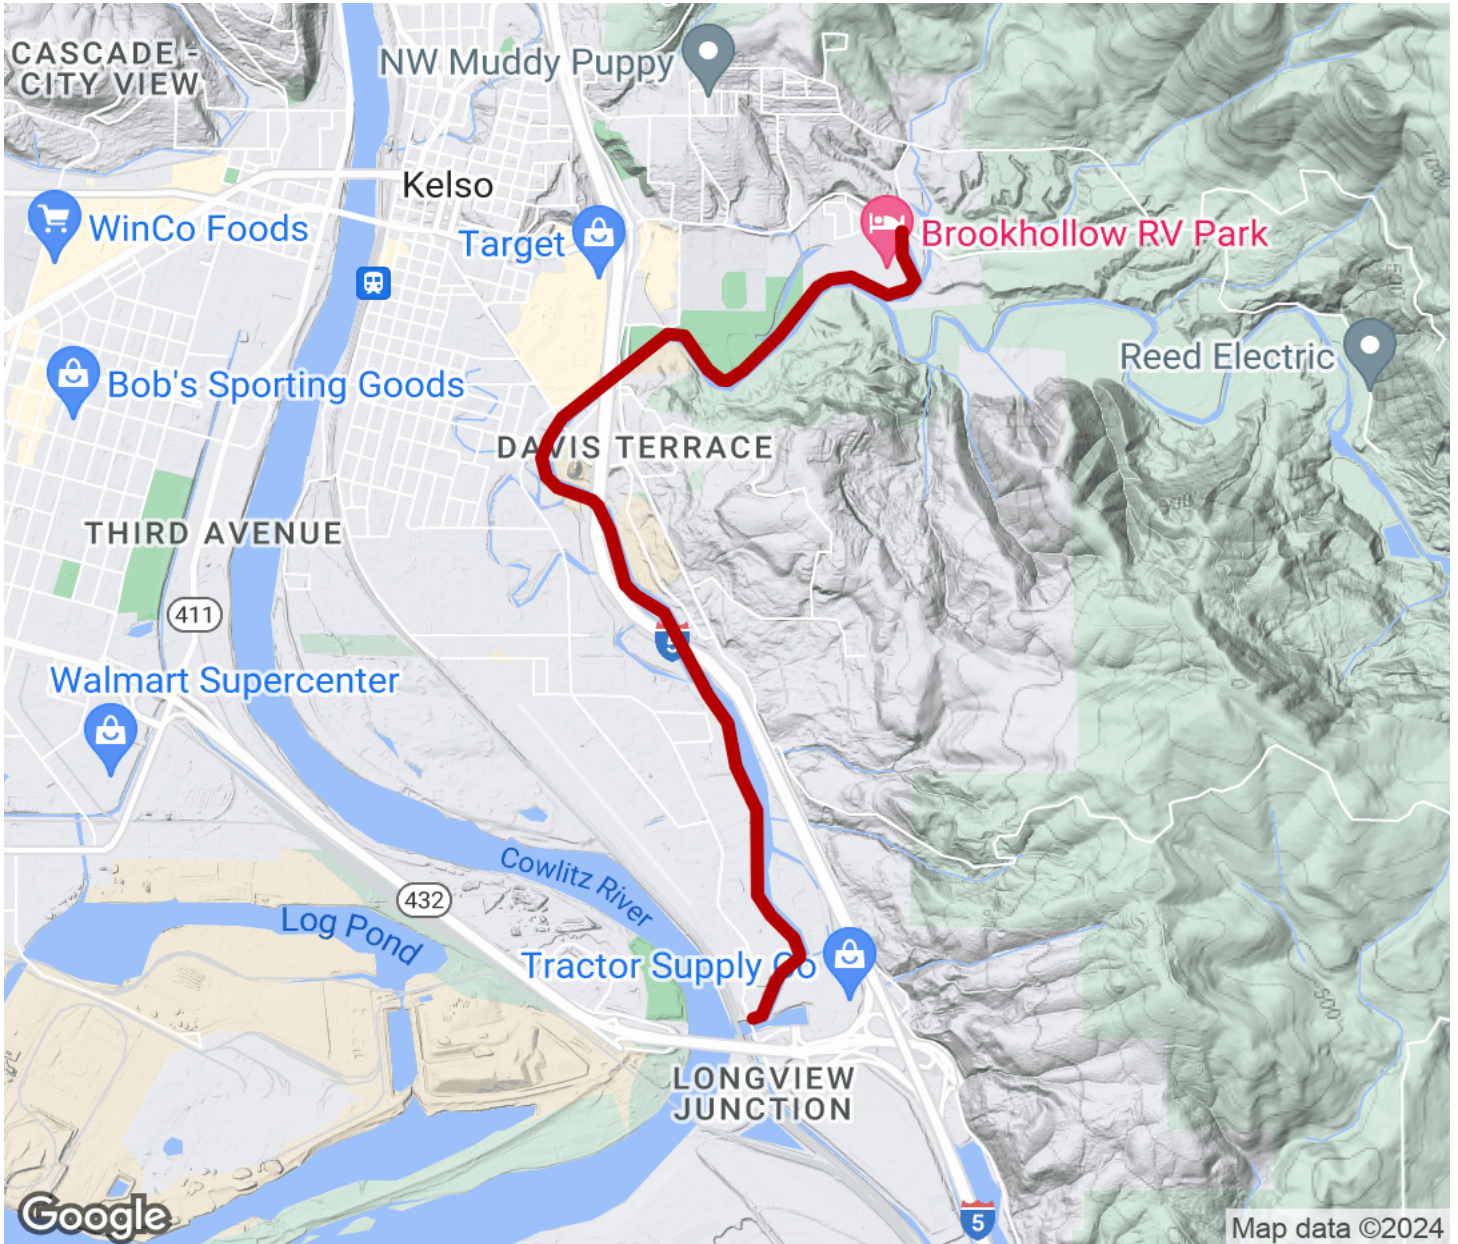 CASCADE -
CITY VIEW
NW Muddy Puppy
Kelso
WinCo Foods
Target
Brookhollow RV Park
Bob's Sporting Goods
Reed Electric
DAVIS TERRACE
THIRD AVENUE
411
5
Walmart Supercenter
Cowlitz River
432
Log Pond
Tractor Supply Co
LONGVIEW
JUNCTION
500
5
Google
Map data ©2024